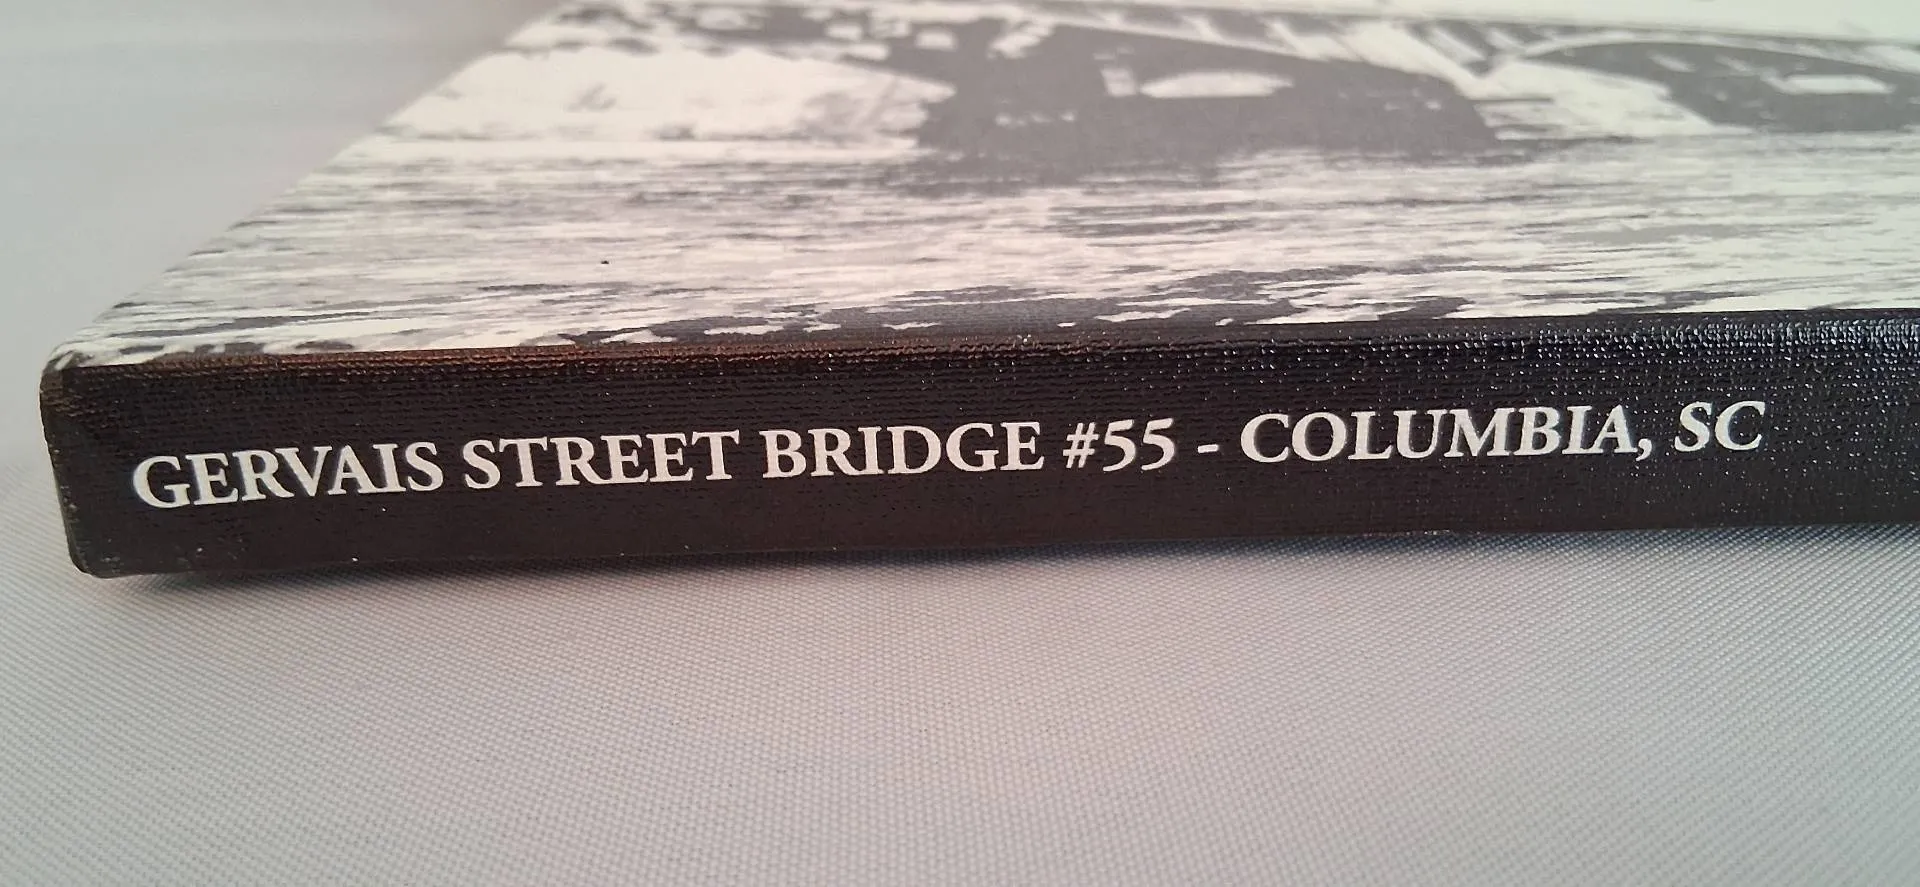 GERVAIS STREET BRIDGE #55 - COLUMBIA, SC